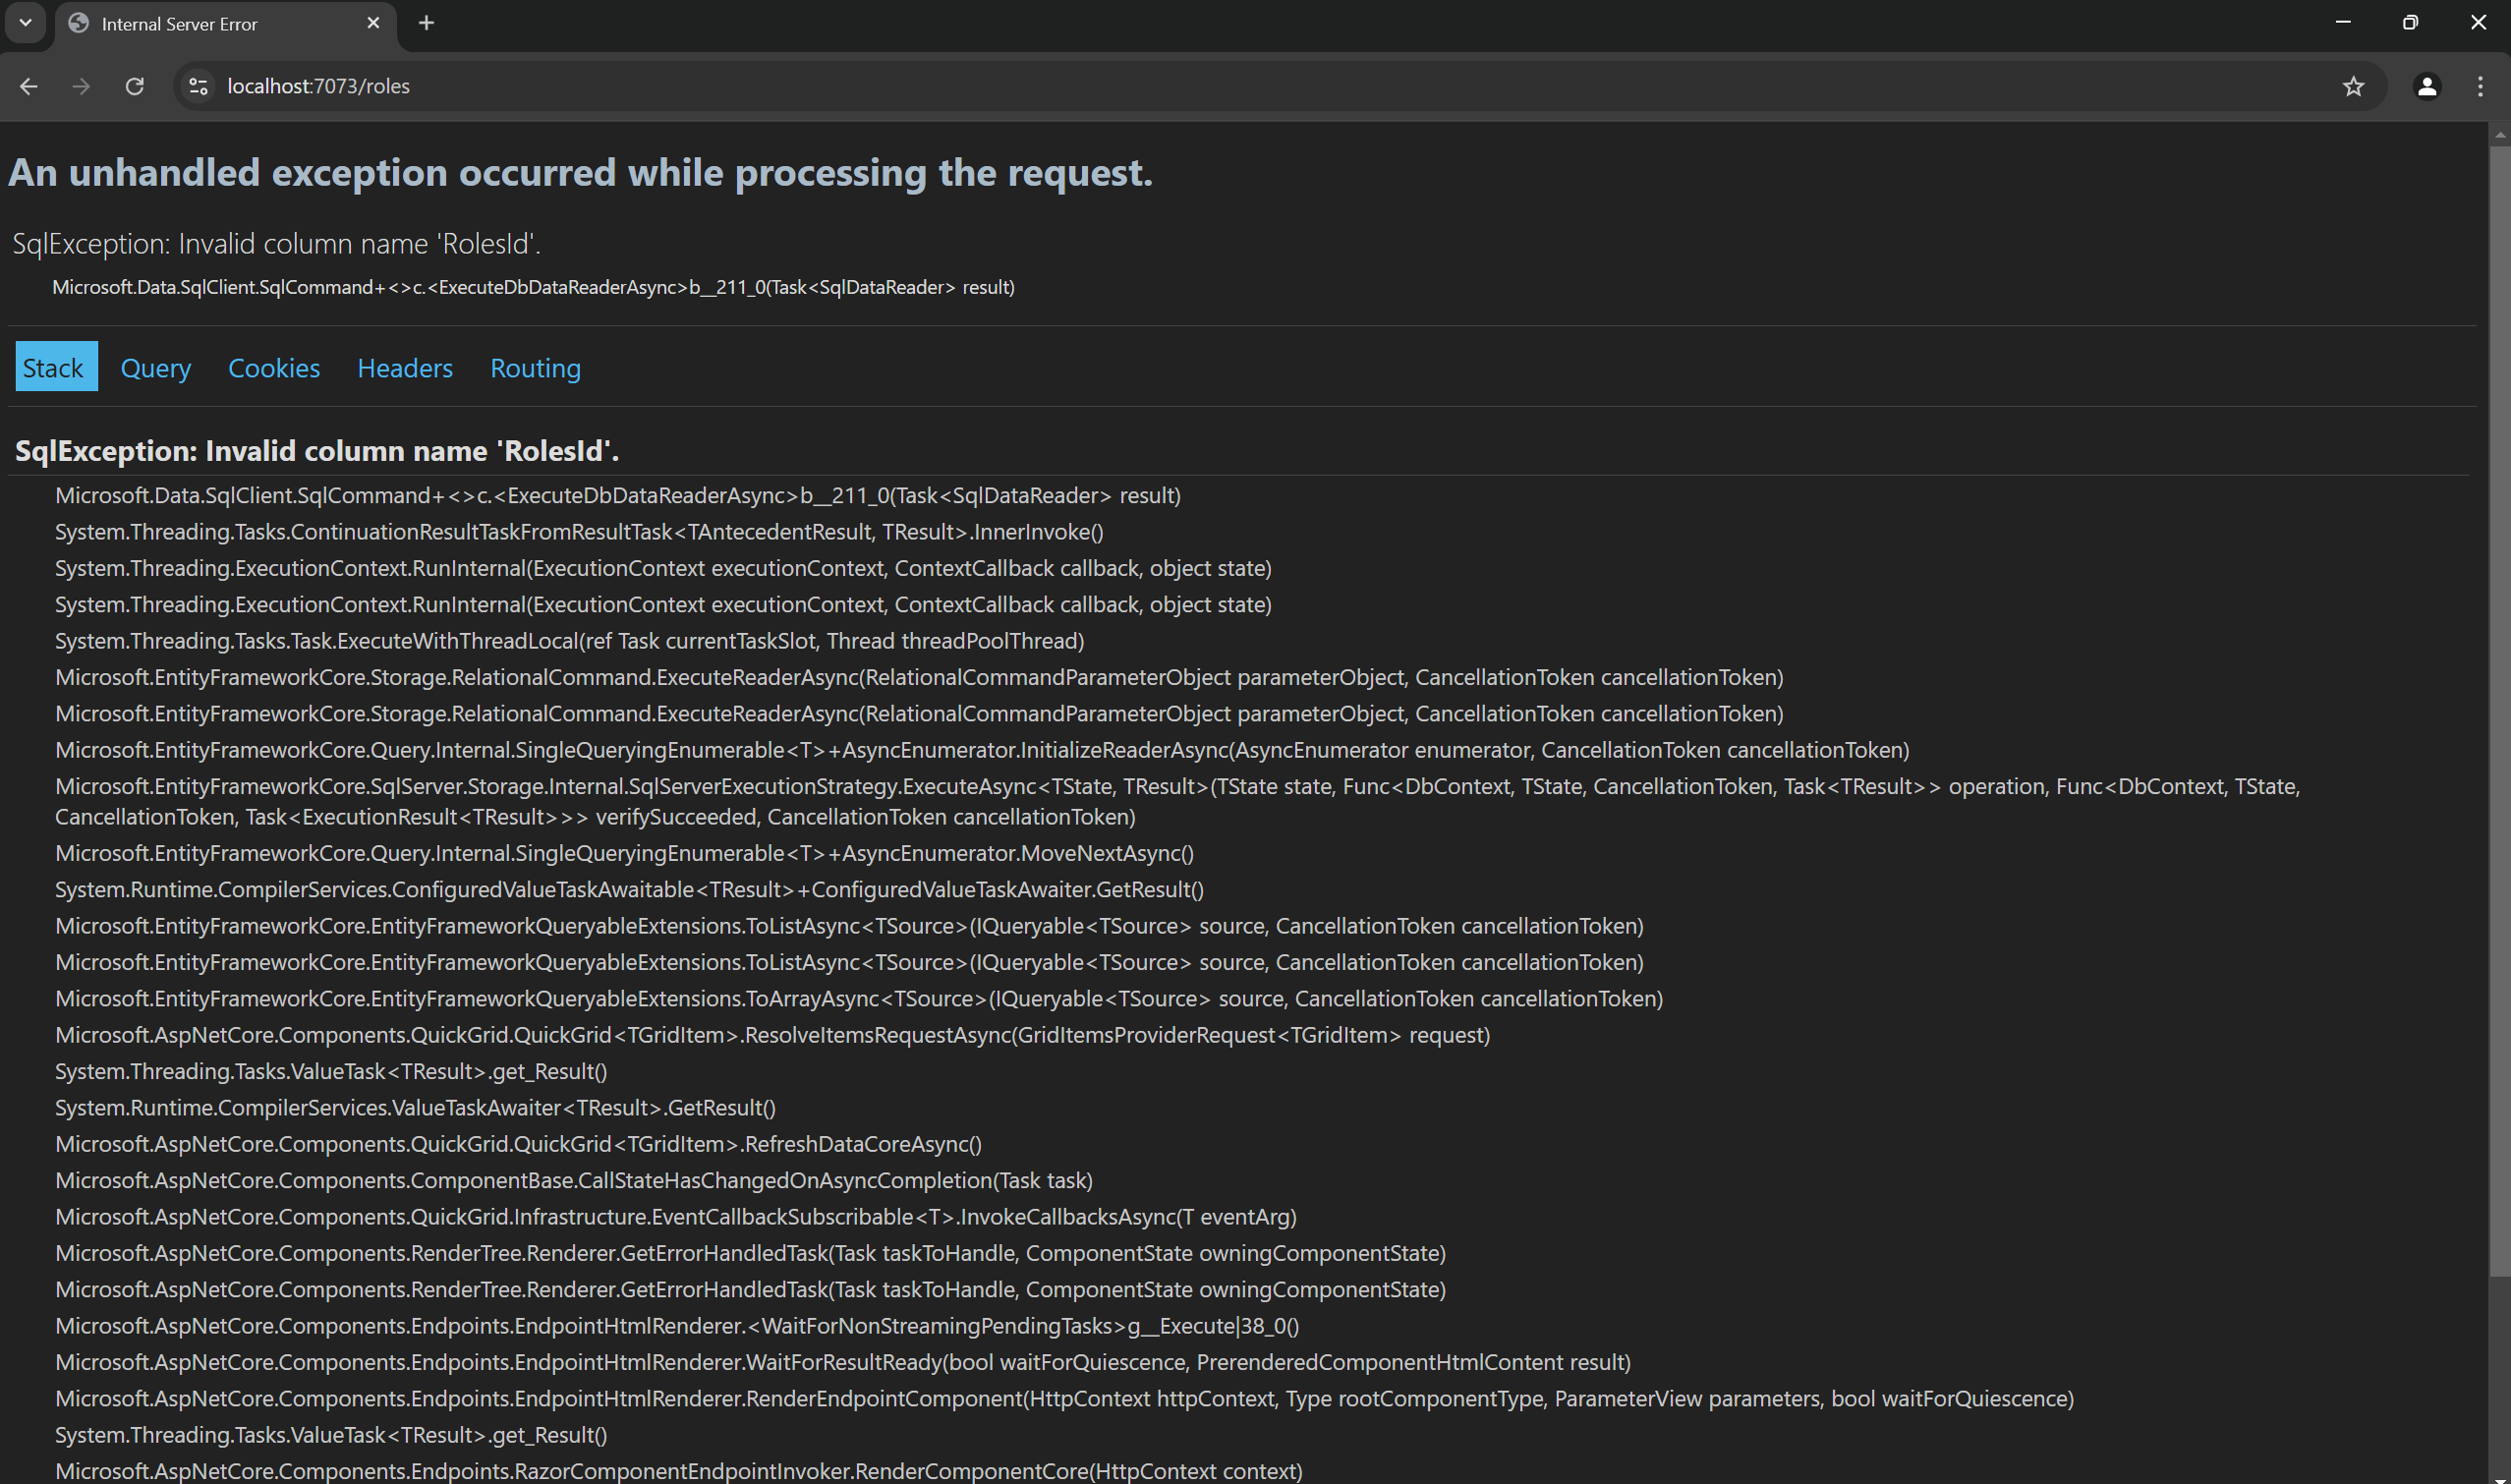 Internal Server Error
localhost:7073/roles
An unhandled exception occurred while processing the request.
SqlException: Invalid column name 'RolesId'.
Microsoft.Data.SqlClient.SqlCommand+<>c.<ExecuteDbDataReaderAsync>b__211_0(Task<SqlDataReader> result)
Stack Query Cookies Headers Routing
SqlException: Invalid column name 'RolesId'.
Microsoft.Data.SqlClient.SqlCommand+<>c.<ExecuteDbDataReaderAsync>b__211_0(Task<SqlDataReader> result)
System.Threading.Tasks.ContinuationResultTaskFromResultTask<TAntecedentResult, TResult>.InnerInvoke()
System.Threading.ExecutionContext.RunInternal(ExecutionContext executionContext, ContextCallback callback, object state)
System.Threading.ExecutionContext.RunInternal(ExecutionContext executionContext, ContextCallback callback, object state)
System.Threading.Tasks.Task.ExecuteWithThreadLocal(ref Task currentTaskSlot, Thread threadPoolThread)
Microsoft.EntityFrameworkCore.Storage.RelationalCommand.ExecuteReaderAsync(RelationalCommandParameterObject parameterObject, CancellationToken cancellationToken)
Microsoft.EntityFrameworkCore.Storage.RelationalCommand.ExecuteReaderAsync(RelationalCommandParameterObject parameterObject, CancellationToken cancellationToken)
Microsoft.EntityFrameworkCore.Query.Internal.SingleQueryingEnumerable<T>+AsyncEnumerator.InitializeReaderAsync(AsyncEnumerator enumerator, CancellationToken cancellationToken)
Microsoft.EntityFrameworkCore.SqlServer.Storage.Internal.SqlServerExecutionStrategy.ExecuteAsync<TState, TResult>(TState state, Func<DbContext, TState, CancellationToken, Task<TResult>> operation, Func<DbContext, TState,
CancellationToken, Task<ExecutionResult<TResult>>> verifySucceeded, CancellationToken cancellationToken)
Microsoft.EntityFrameworkCore.Query.Internal.SingleQueryingEnumerable<T>+AsyncEnumerator.MoveNextAsync()
System.Runtime.CompilerServices.ConfiguredValueTaskAwaitable<TResult>+ConfiguredValueTaskAwaiter.GetResult()
Microsoft.EntityFrameworkCore.EntityFrameworkQueryableExtensions.ToListAsync<TSource>(IQueryable<TSource> source, CancellationToken cancellationToken)
Microsoft.EntityFrameworkCore.EntityFrameworkQueryableExtensions.ToListAsync<TSource>(IQueryable<TSource> source, CancellationToken cancellationToken)
Microsoft.EntityFrameworkCore.EntityFrameworkQueryableExtensions.ToArrayAsync<TSource>(IQueryable<TSource> source, CancellationToken cancellationToken)
Microsoft.AspNetCore.Components.QuickGrid.QuickGrid<TGridItem>.ResolveItemsRequestAsync(GridItemsProviderRequest<TGridItem> request)
System.Threading.Tasks.ValueTask<TResult>.get_Result()
System.Runtime.CompilerServices.ValueTaskAwaiter<TResult>.GetResult()
Microsoft.AspNetCore.Components.QuickGrid.QuickGrid<TGridItem>.RefreshDataCoreAsync()
Microsoft.AspNetCore.Components.ComponentBase.CallStateHasChangedOnAsyncCompletion(Task task)
Microsoft.AspNetCore.Components.QuickGrid.Infrastructure.EventCallbackSubscribable<T>.InvokeCallbacksAsync(T eventArg)
Microsoft.AspNetCore.Components.RenderTree.Renderer.GetErrorHandledTask(Task taskToHandle, ComponentState owningComponentState)
Microsoft.AspNetCore.Components.RenderTree.Renderer.GetErrorHandledTask(Task taskToHandle, ComponentState owningComponentState)
Microsoft.AspNetCore.Components.Endpoints.EndpointHtmlRenderer.<WaitForNonStreamingPendingTasks>g__Execute|38_0()
Microsoft.AspNetCore.Components.Endpoints.EndpointHtmlRenderer.WaitForResultReady(bool waitForQuiescence, PrerenderedComponentHtmlContent result)
Microsoft.AspNetCore.Components.Endpoints.EndpointHtmlRenderer.RenderEndpointComponent(HttpContext httpContext, Type rootComponentType, ParameterView parameters, bool waitForQuiescence)
System.Threading.Tasks.ValueTask<TResult>.get_Result()
Microsoft.AspNetCore.Components.Endpoints.RazorComponentEndpointInvoker.RenderComponentCore(HttpContext context)